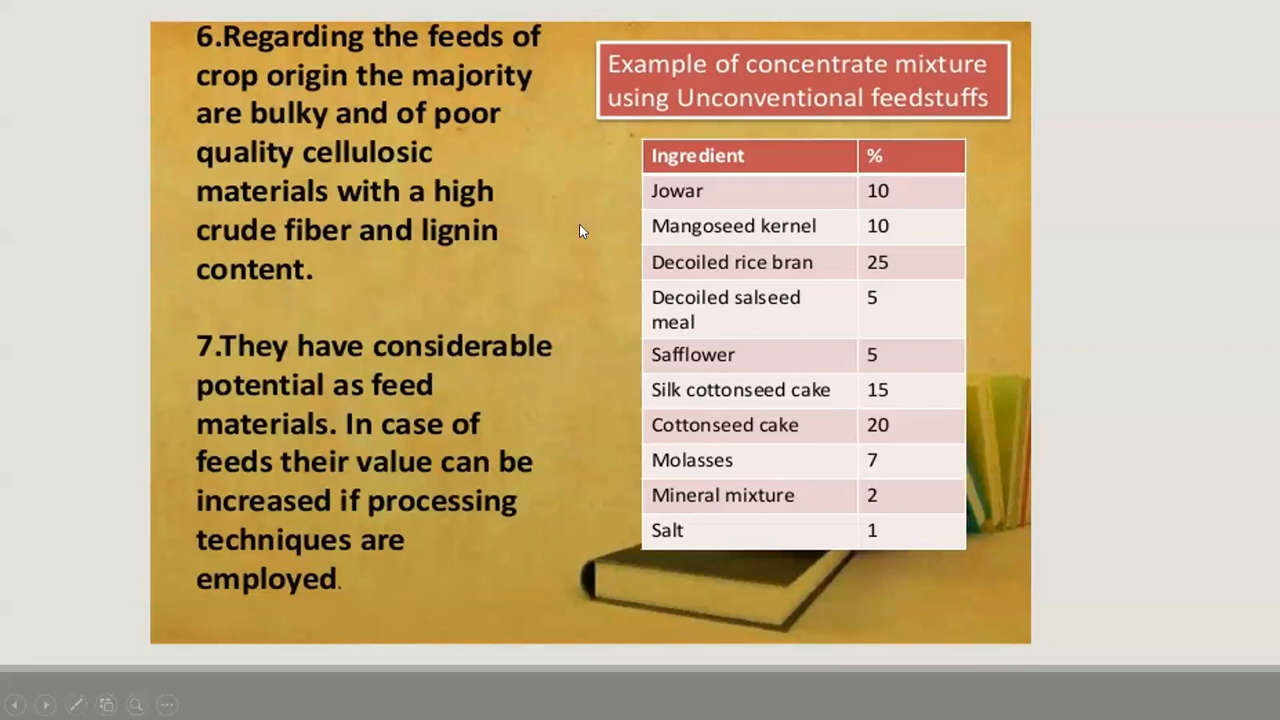 6.Regarding the feeds of
crop origin the majority
are bulky and of poor
quality cellulosic
materials with a high
crude fiber and lignin
content.
7.They have considerable
potential as feed
materials. In case of
feeds their value can be
increased if processing
techniques are
employed.
Example of concentrate mixture
using Unconventional feedstuffs
Ingredient %
Jowar 10
Mangoseed kernel 10
Decoiled rice bran 25
Decoiled salseed 5
meal
Safflower 5
Silk cottonseed cake 15
Cottonseed cake 20
Molasses 7
Mineral mixture 2
Salt 1